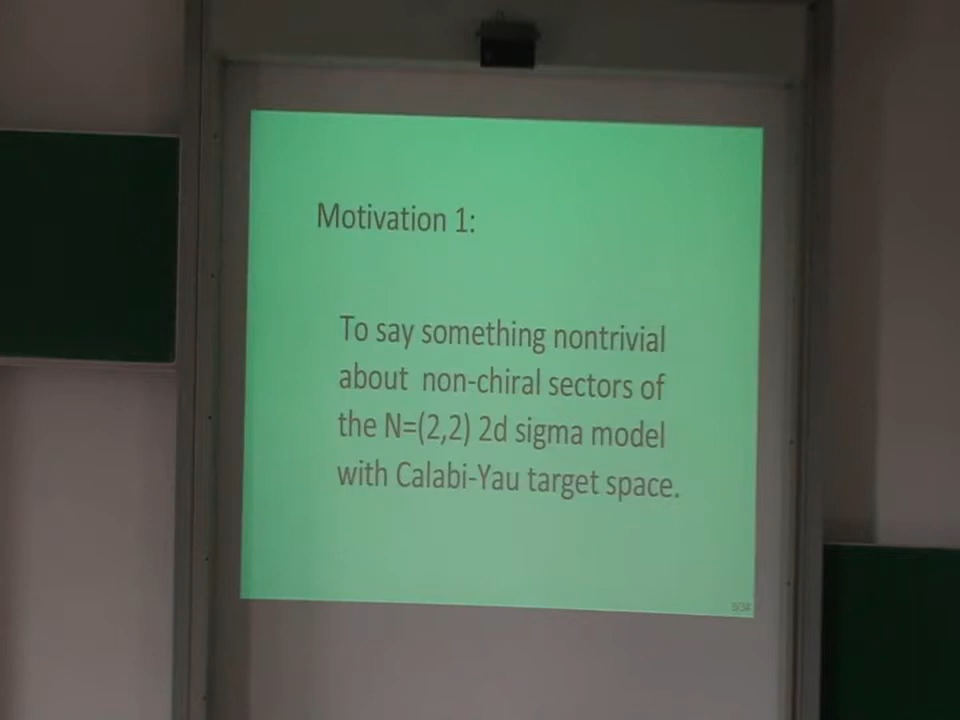 Motivation 1:
To say something nontrivial
about non-chiral sectors of
the N=(2,2) 2d sigma model
with Calabi-Yau target space.